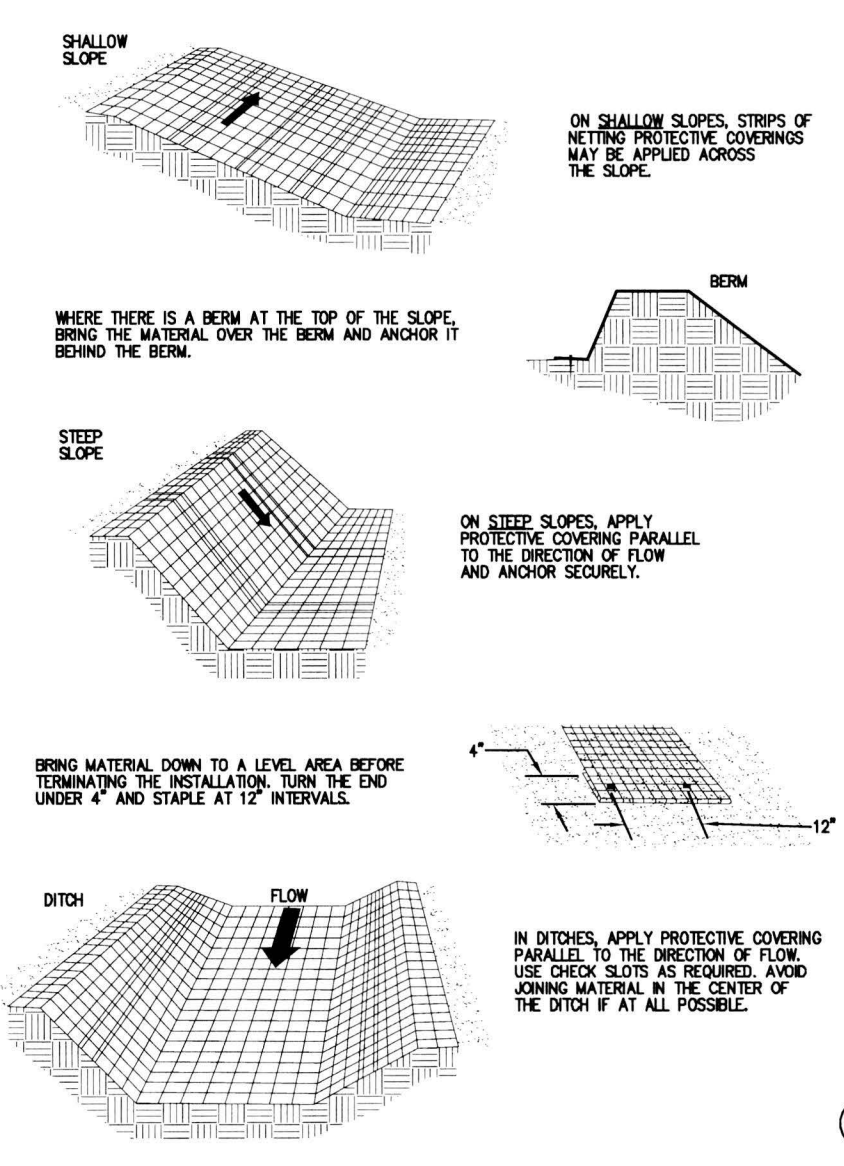 SHALLOW
SLOPE
ON SHALLOW SLOPES, STRIPS OF
NETTING PROTECTIVE COVERINGS
MAY BE APPLIED ACROSS
THE SLOPE.
BERM
WHERE THERE IS A BERM AT THE TOP OF THE SLOPE,
BRING THE MATERIAL OVER THE BERM AND ANCHOR IT
BEHIND THE BERM.
STEEP
SLOPE
ON STEEP SLOPES, APPLY
PROTECTIVE COVERING PARALLEL
TO THE DIRECTION OF FLOW
AND ANCHOR SECURELY.
4"
BRING MATERIAL DOWN TO A LEVEL AREA BEFORE
TERMINATING THE INSTALLATION. TURN THE END
UNDER 4" AND STAPLE AT 12" INTERVALS.
12"
DITCH
FLOW
IN DITCHES, APPLY PROTECTIVE COVERING
PARALLEL TO THE DIRECTION OF FLOW.
USE CHECK SLOTS AS REQUIRED. AVOID
JOINING MATERIAL IN THE CENTER OF
THE DITCH IF AT ALL POSSIBLE.